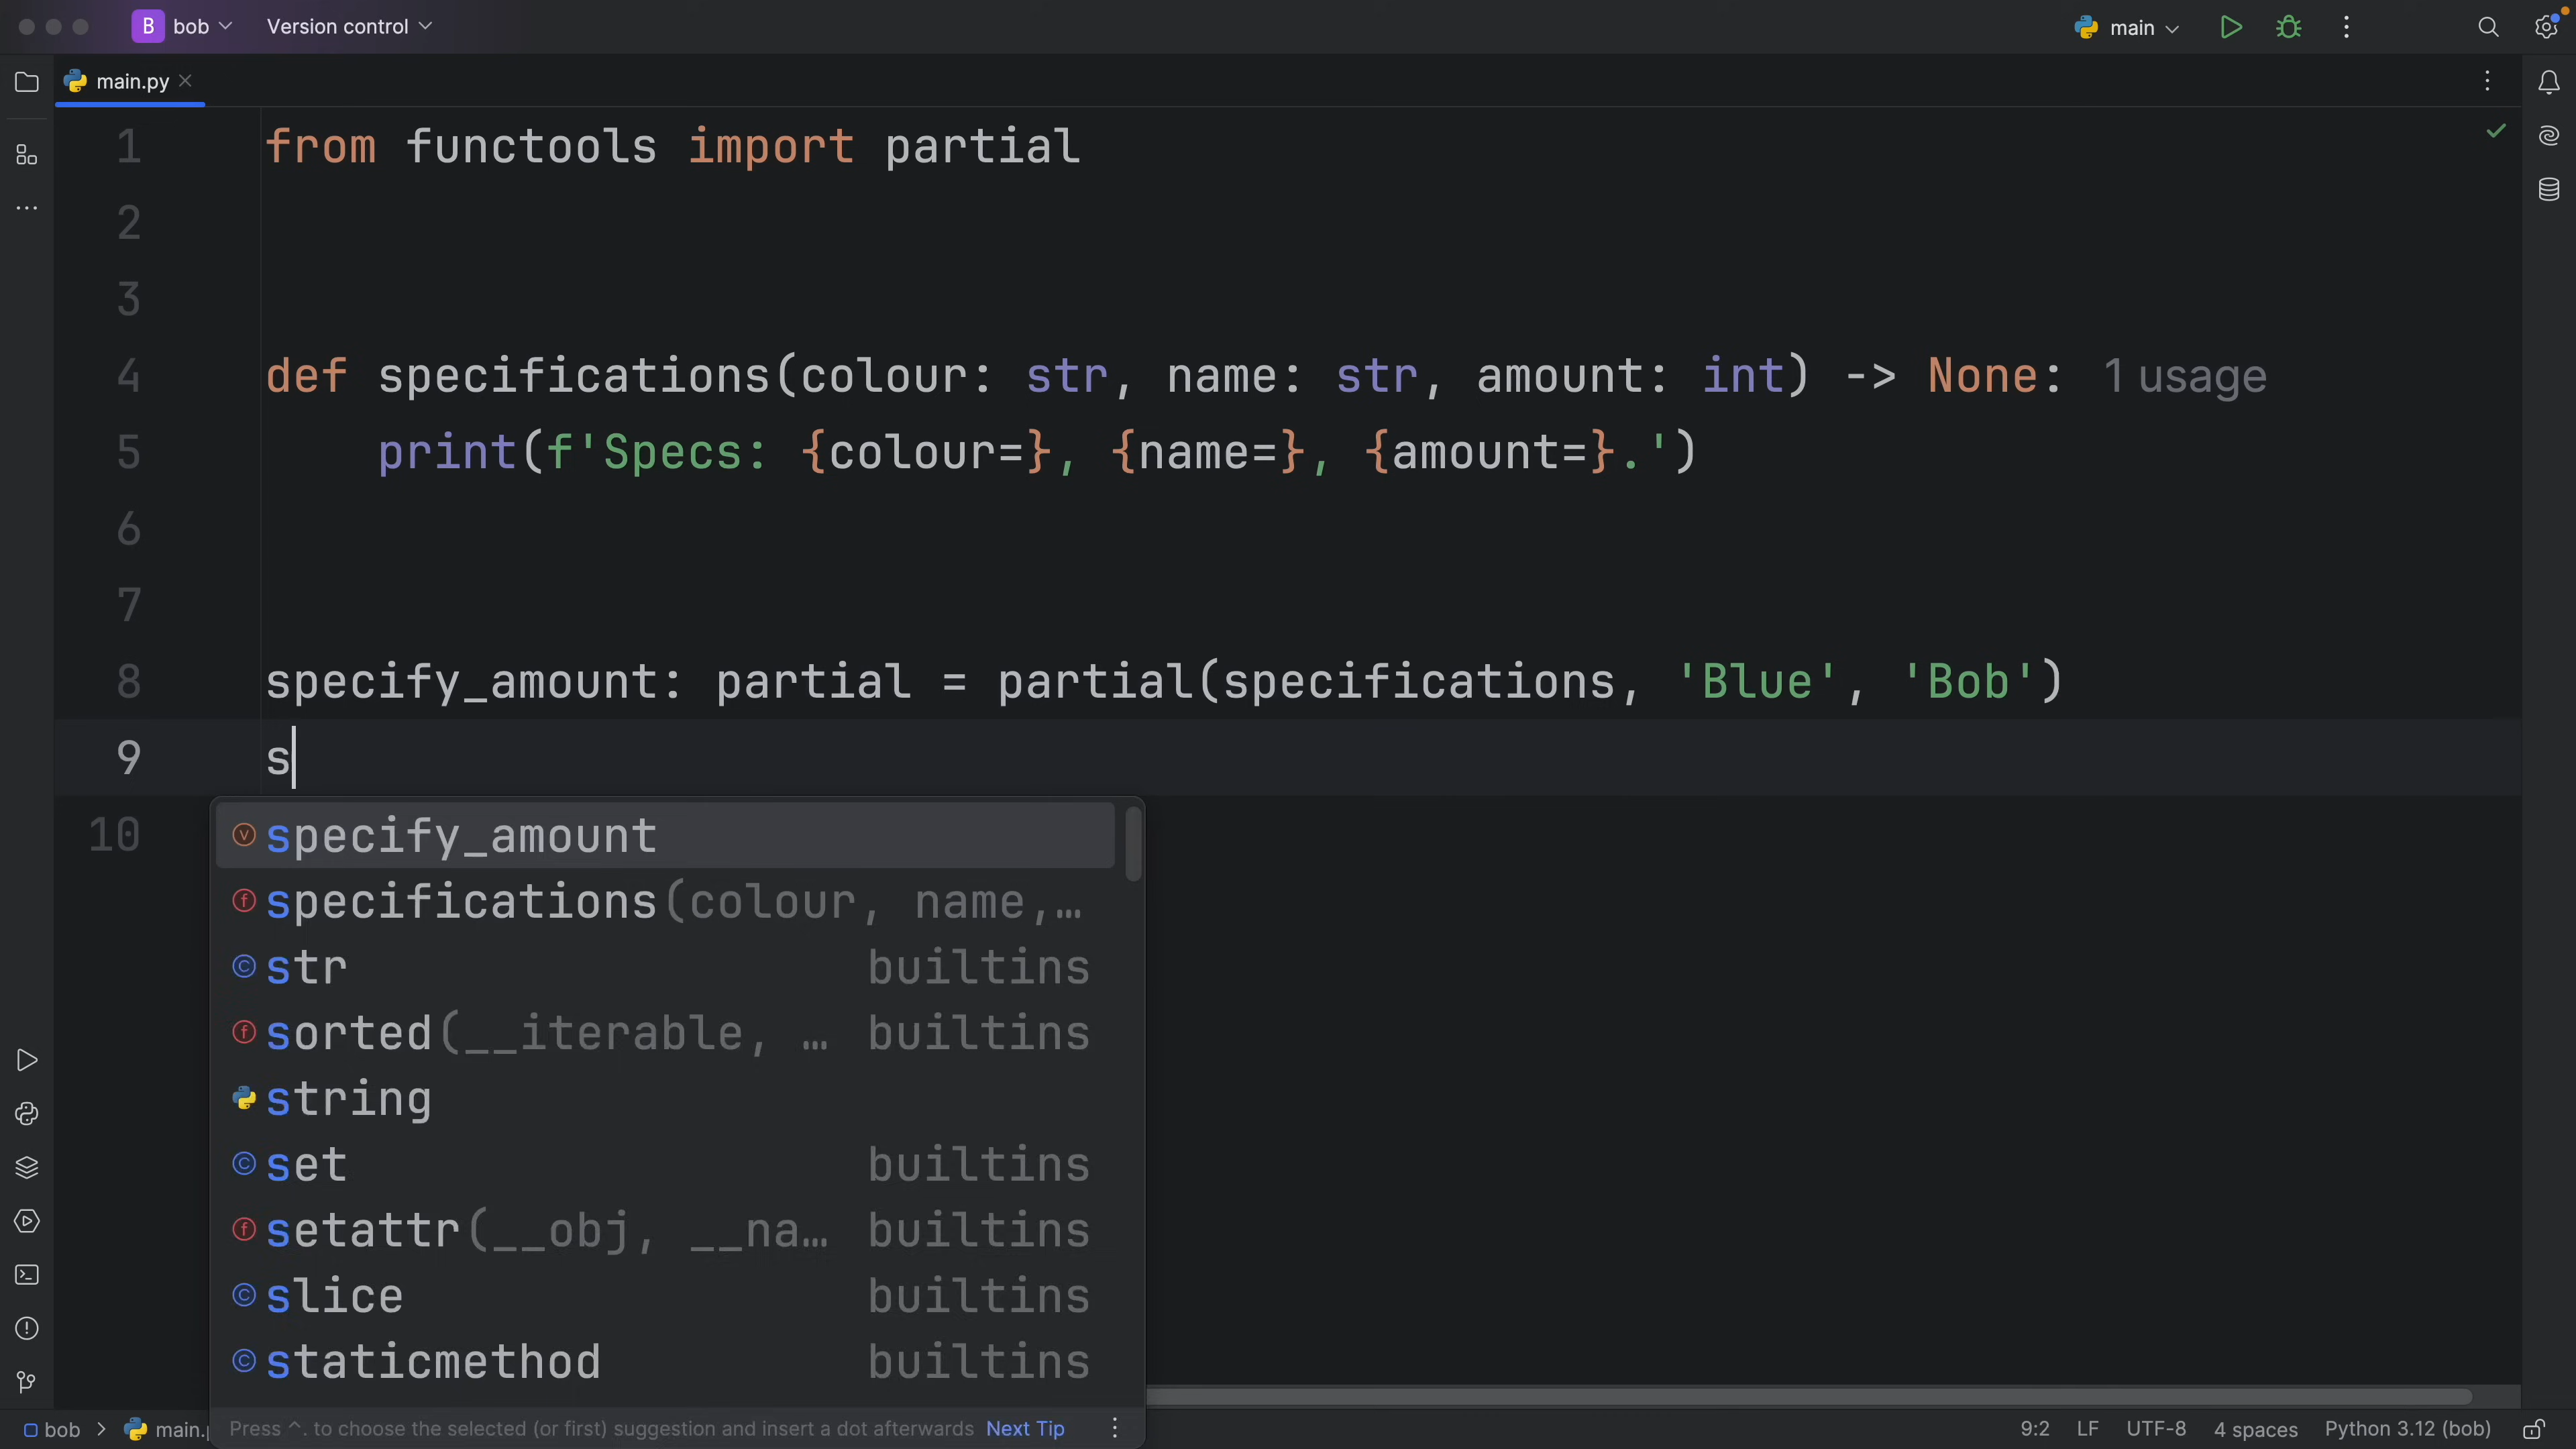 B bob Version control main
main.py
1 from functools import partial
2
3
4 def specifications(colour: str, name: str, amount: int) -> None: 1 usage
5 print(f'Specs: {colour=}, {name=}, {amount=}.')
6
7
8 specify_amount: partial = partial(specifications, 'Blue', 'Bob')
9 s
10
specify_amount
specifications(colour, name,…
str builtins
sorted(__iterable, … builtins
string
set builtins
setattr(__obj, __na… builtins
slice builtins
staticmethod builtins
Press ^. to choose the selected (or first) suggestion and insert a dot afterwards Next Tip
bob > main.p 9:2 LF UTF-8 4 spaces Python 3.12 (bob)